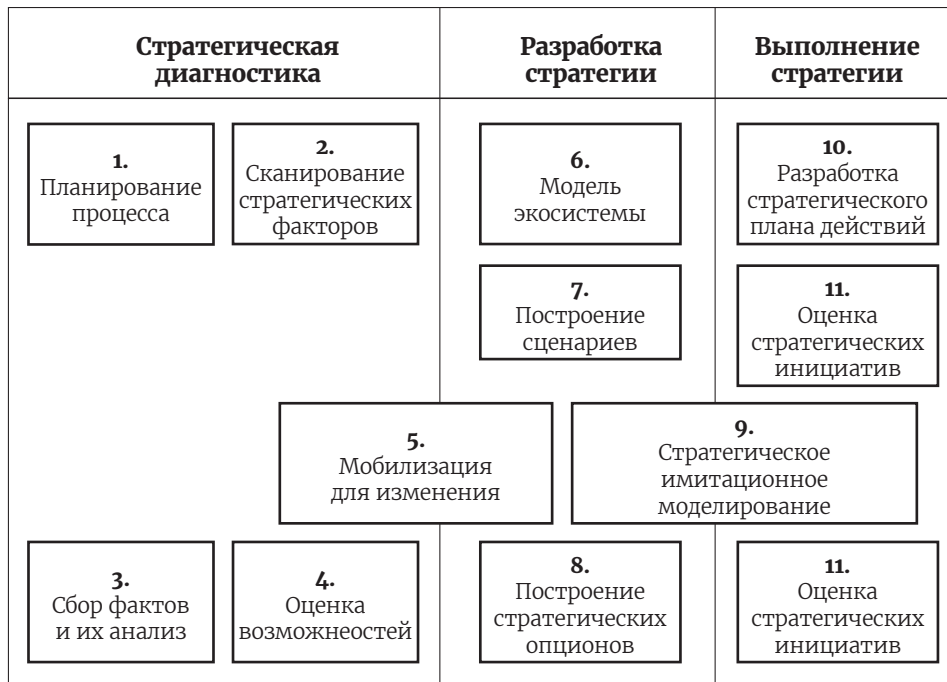 Стратегическая
диагностика
Разработка
стратегии
Выполнение
стратегии
1.
Планирование
процесса
2.
Сканирование
стратегических
факторов
6.
Модель
экосистемы
10.
Разработка
стратегического
плана действий
7.
Построение
сценариев
11.
Оценка
стратегических
инициатив
5.
Мобилизация
для изменения
9.
Стратегическое
имитационное
моделирование
3.
Сбор фактов
и их анализ
4.
Оценка
возможнеостей
8.
Построение
стратегических
опционов
11.
Оценка
стратегических
инициатив